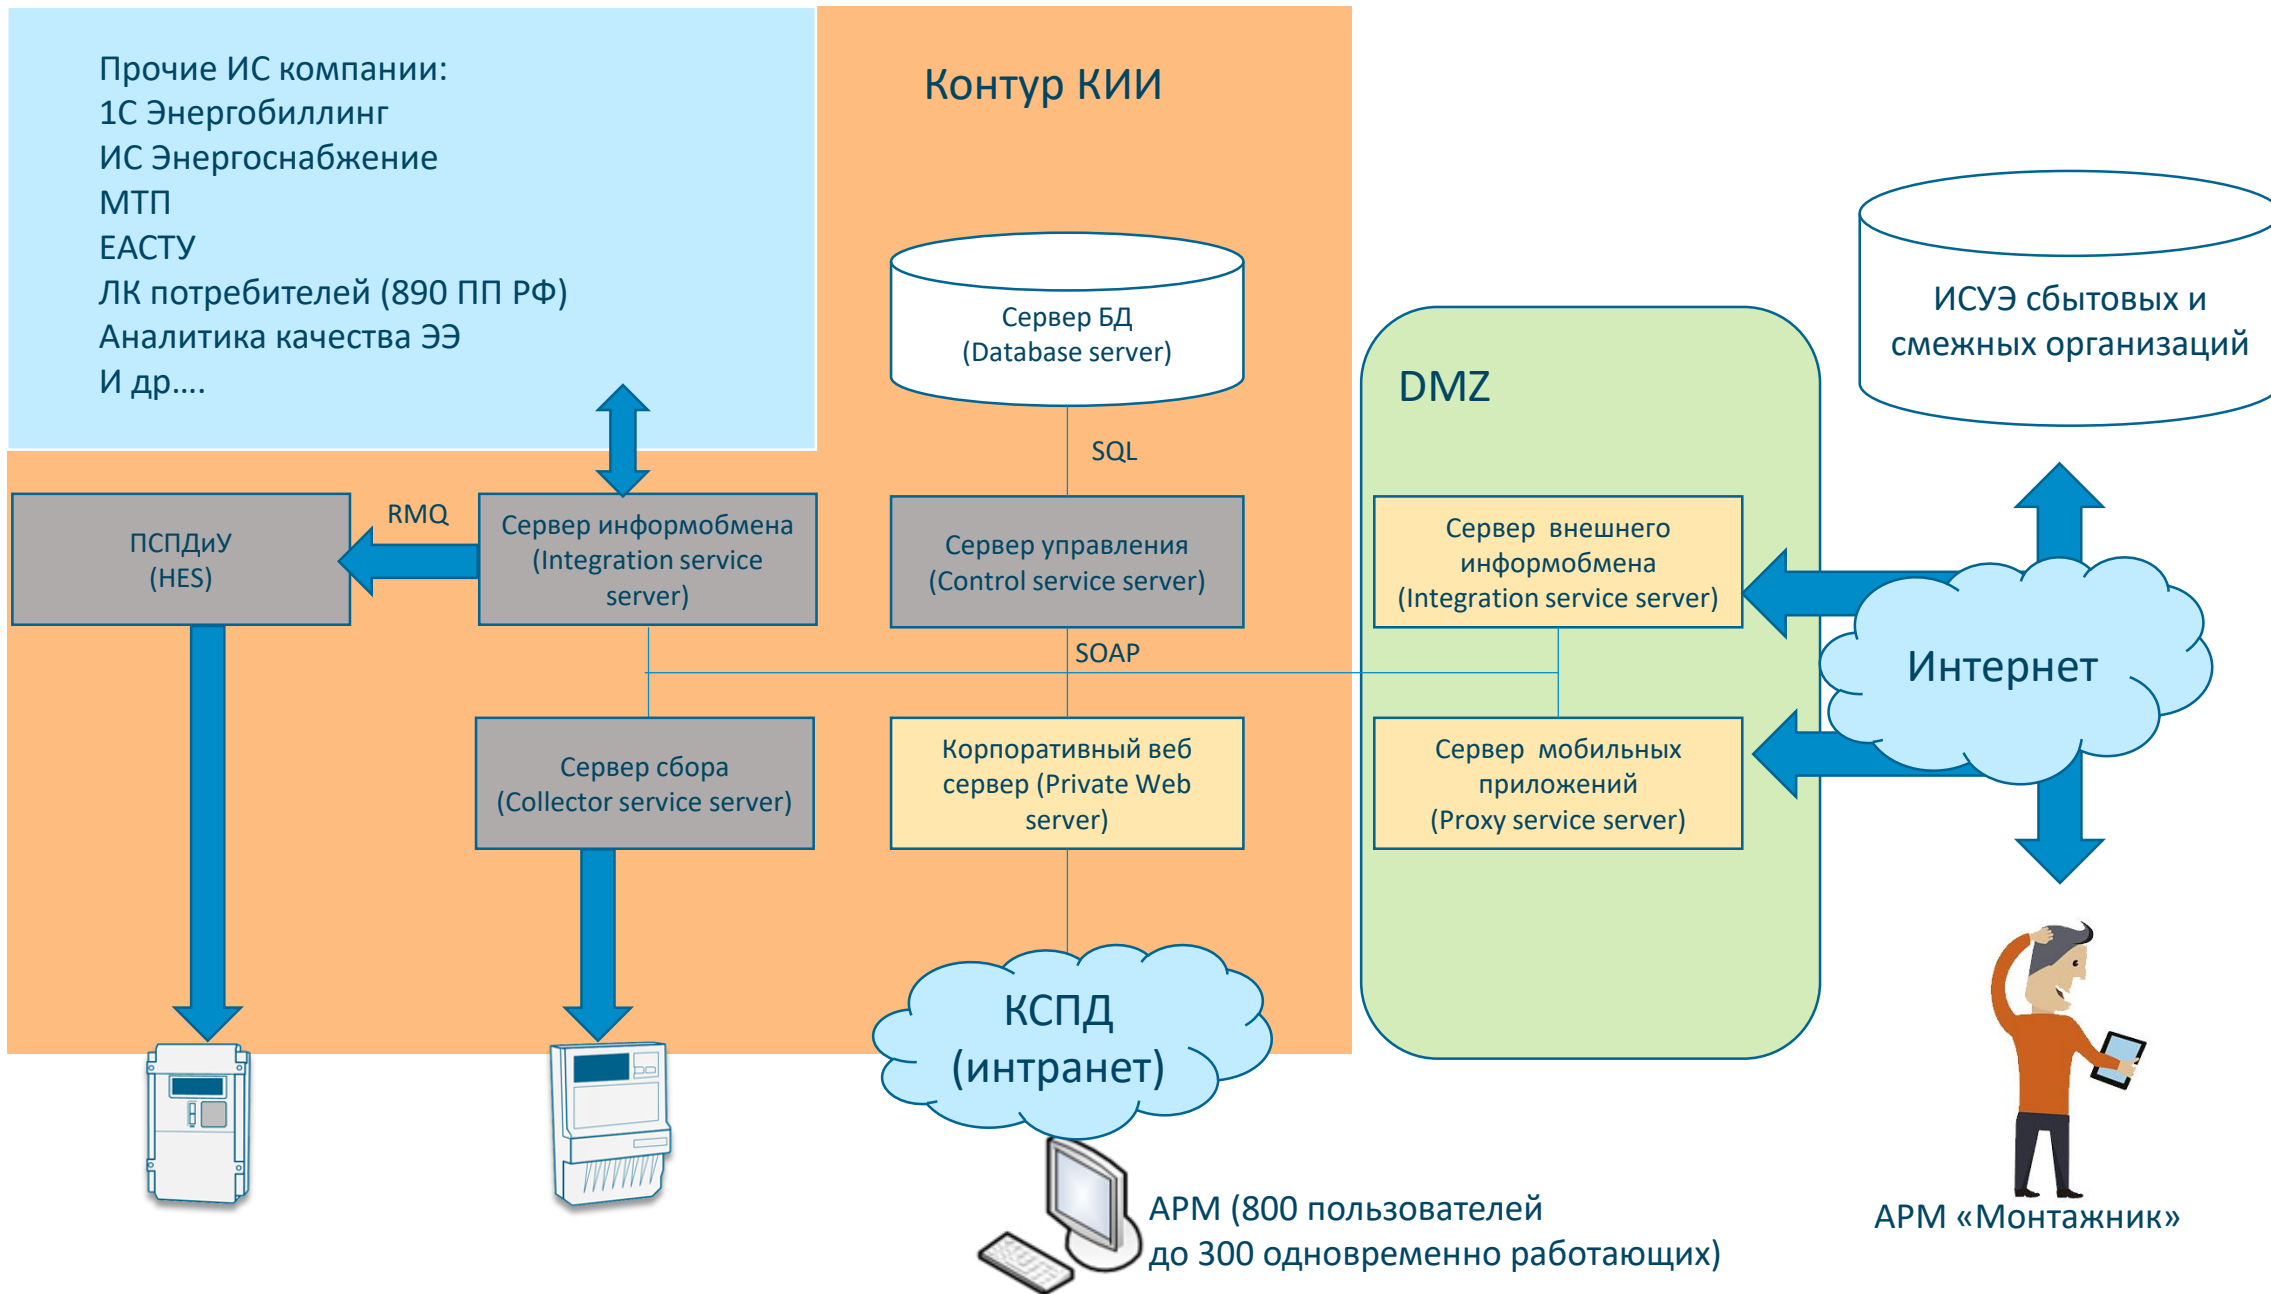 Прочие ИС компании:
1С Энергобиллинг
ИС Энергоснабжение
МТП
ЕАСТУ
ЛК потребителей (890 ПП РФ)
Аналитика качества ЭЭ
И др....
Контур КИИ
Сервер БД
(Database server)
SQL
DMZ
ИСУЭ сбытовых и
смежных организаций
ПСПДиУ
(HES)
RMQ
Сервер информобмена
(Integration service
server)
Сервер управления
(Control service server)
Сервер внешнего
информобмена
(Integration service server)
SOAP
Интернет
Сервер сбора
(Collector service server)
Корпоративный веб
сервер (Private Web
server)
Сервер мобильных
приложений
(Proxy service server)
КСПД
(интранет)
АРМ (800 пользователей
до 300 одновременно работающих)
АРМ «Монтажник»